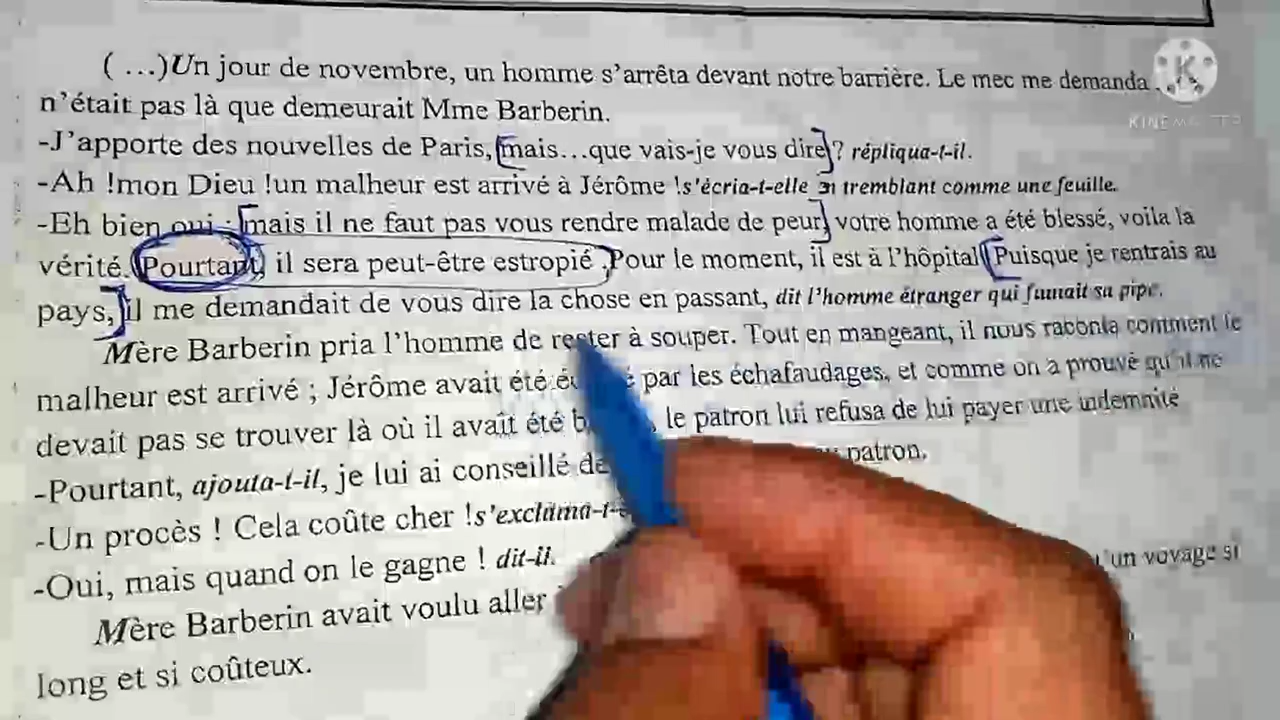 ( …)Un jour de novembre, un homme s'arrêta devant notre barrière. Le mec me demanda
n'était pas là que demeurait Mme Barberin.
-J'apporte des nouvelles de Paris, mais…que vais-je vous dire ? répliqua-t-il.
-Ah !mon Dieu !un malheur est arrivé à Jérôme !s'écria-t-elle en tremblant comme une feuille.
-Eh bien oui ; mais il ne faut pas vous rendre malade de peur, votre homme a été blessé, voila la
vérité. Pourtant, il sera peut-être estropié .Pour le moment, il est à l'hôpital Puisque je rentrais au
pays, il me demandait de vous dire la chose en passant, dit l'homme étranger qui fumait sa pipe.
Mère Barberin pria l'homme de rester à souper. Tout en mangeant, il nous raconta comment le
malheur est arrivé ; Jérôme avait été par les échafaudages, et comme on a prouvé qu'il ne
devait pas se trouver là où il avait été le patron lui refusa de lui payer une indemnité
-Pourtant, ajouta-t-il, je lui ai conseillé de patron.
-Un procès ! Cela coûte cher !s'exclama-t-
-Oui, mais quand on le gagne ! dit-il.
Mère Barberin avait voulu aller un voyage si
long et si coûteux.
K
KINEMASTER